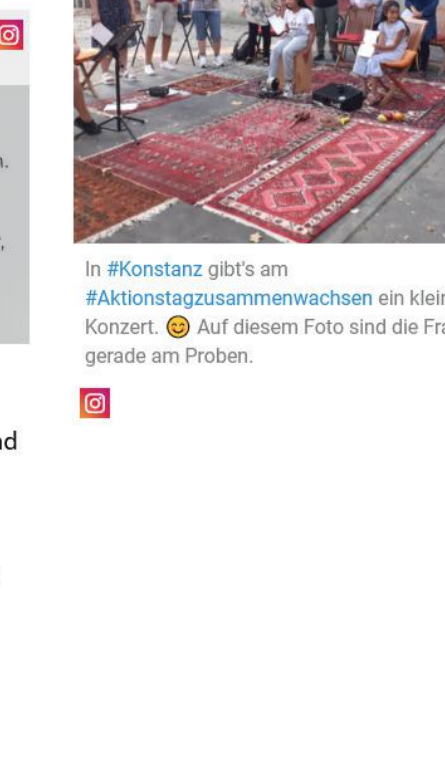 In #Konstanz gibt's am
#Aktionstagzusammenwachsen ein
Konzert. 😊 Auf diesem Foto sind die
gerade am Proben.